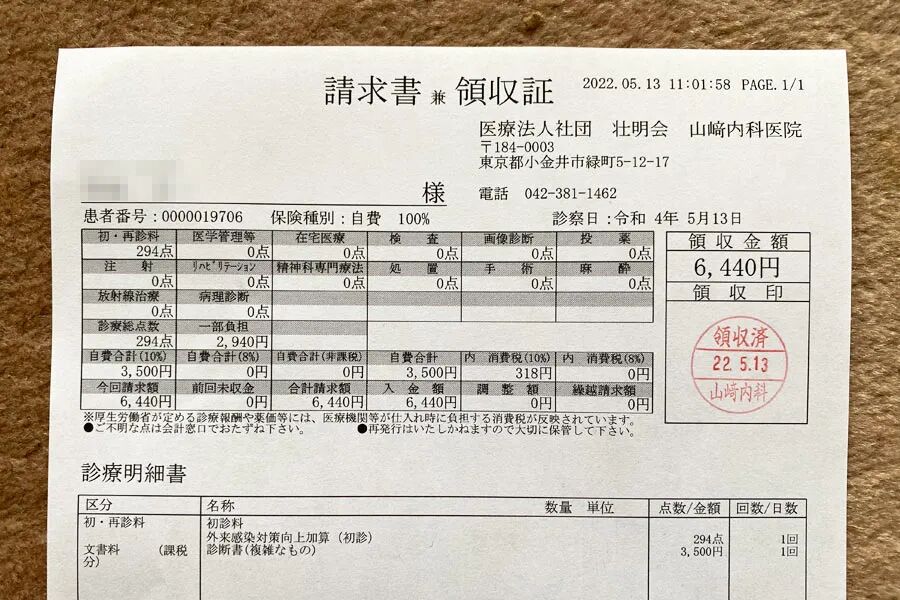 請求書 兼 領収証
2022.05.13 11:01:58 PAGE.1/1
医療法人社団 壮明会 山﨑内科医院
〒184-0003
東京都小金井市緑町5-12-17
様
電話 042-381-1462
患者番号:0000019706 保険種別:自費 100% 診察日:令和 4年 5月13日
初・再診料 医学管理等 在宅医療 検 査 画像診断 投 薬
294点 0点 0点 0点 0点 0点
注 射 リハビリテーション 精神科専門療法 処 置 手 術 麻 酔
0点 0点 0点 0点 0点 0点
放射線治療 病理診断
0点 0点
診療総点数 一部負担
294点 2,940円
自費合計(10%) 自費合計(8%) 自費合計(非課税) 自費合計 内 消費税(10%) 内 消費税(8%)
3,500円 0円 0円 3,500円 318円 0円
今回請求額 前回未収金 合計請求額 入 金 額 調 整 額 繰越請求額
6,440円 0円 6,440円 6,440円 0円 0円
領 収 金 額
6,440円
領 収 印
領収済
22.5.13
山﨑内科
※厚生労働省が定める診療報酬や薬価等には、医療機関等が仕入れ時に負担する消費税が反映されています。
●ご不明な点は会計窓口でおたずね下さい。 ●再発行はいたしかねますので大切に保管して下さい。
診療明細書
区分 名称 数量 単位 点数/金額 回数/日数
初・再診料 初診料
外来感染対策向上加算(初診) 294点 1回
文書料 (課税 診断書(複雑なもの) 3,500円 1回
分)